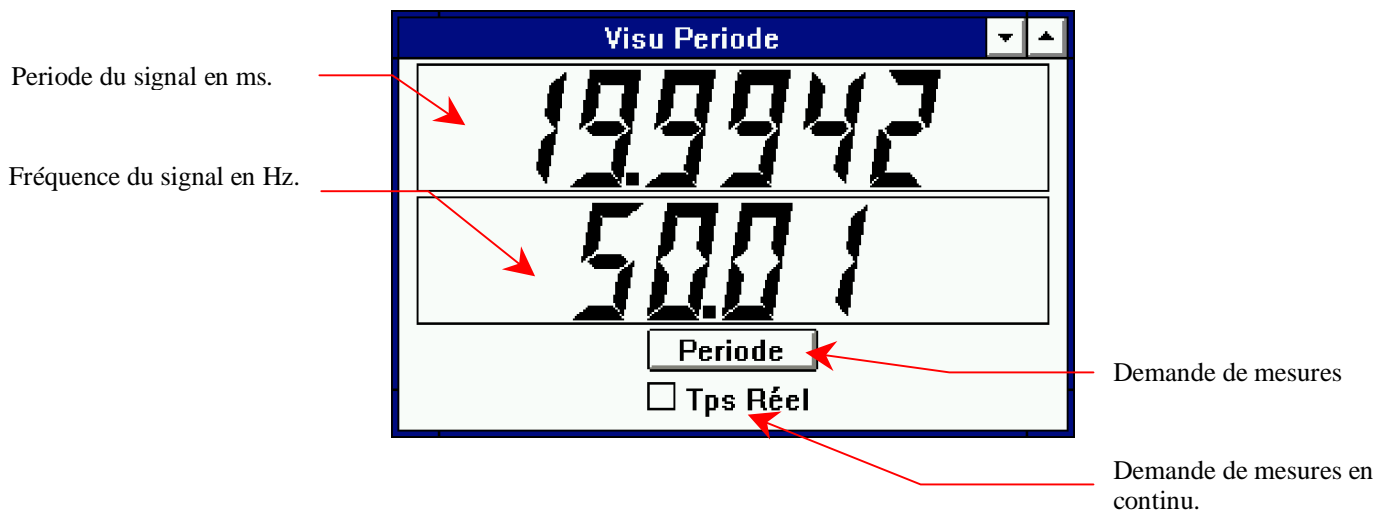 Visu Periode
Periode du signal en ms.
19.9942
Fréquence du signal en Hz.
50.01
Periode
Demande de mesures
Tps Réel
Demande de mesures en
continu.